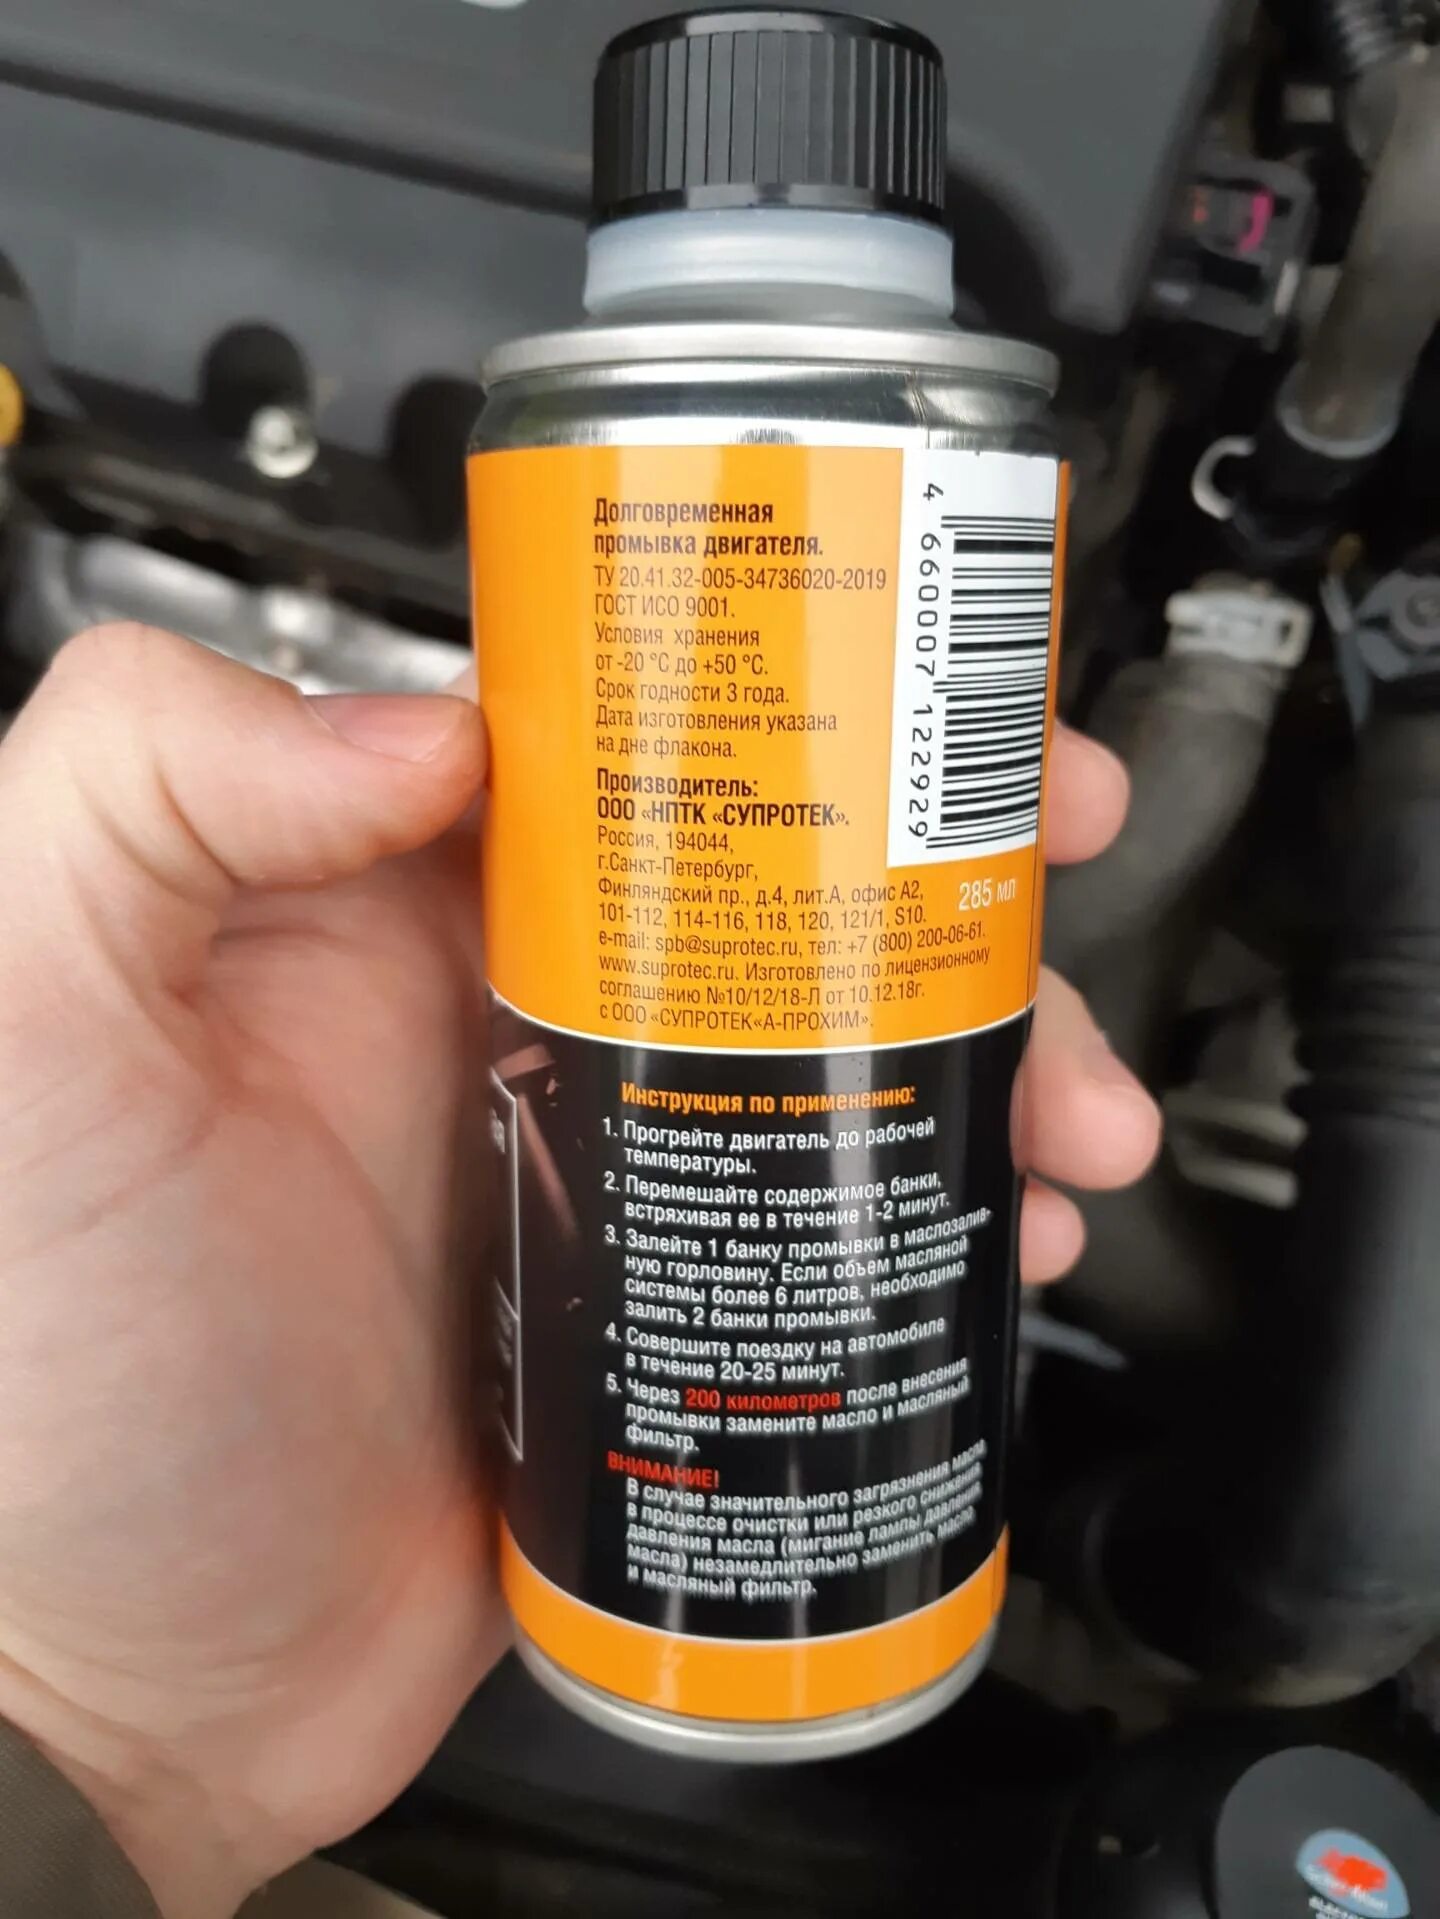 Долговременная
промывка двигателя.
ТУ 20.41.32-005-34736020-2019
ГОСТ ИСО 9001.
Условия хранения
от -20 °С до +50 °С.
Срок годности 3 года.
Дата изготовления указана
на дне флакона.
Производитель:
ООО «НПТК «СУПРОТЕК».
Россия, 194044,
г.Санкт-Петербург,
Финляндский пр., д.4, лит.А, офис А2,
101-112, 114-116, 118, 120, 121/1, S10.
e-mail: spb@suprotec.ru, тел: +7 (800) 200-06-61.
www.suprotec.ru. Изготовлено по лицензионному
соглашению №10/12/18-Л от 10.12.18г.
с ООО «СУПРОТЕК«А-ПРОХИМ».
4 660007 122929
285 мл
Инструкция по применению:
1. Прогрейте двигатель до рабочей
температуры.
2. Перемешайте содержимое банки,
встряхивая ее в течение 1-2 минут.
3. Залейте 1 банку промывки в маслозалив-
ную горловину. Если объем масляной
системы более 6 литров, необходимо
залить 2 банки промывки.
4. Совершите поездку на автомобиле
в течение 20-25 минут.
5. Через 200 километров после внесения
промывки замените масло и масляный
фильтр.
ВНИМАНИЕ!
В случае значительного загрязнения масла
в процессе очистки или резкого снижения
давления масла (мигание лампы давления
масла) незамедлительно заменить масло
и масляный фильтр.